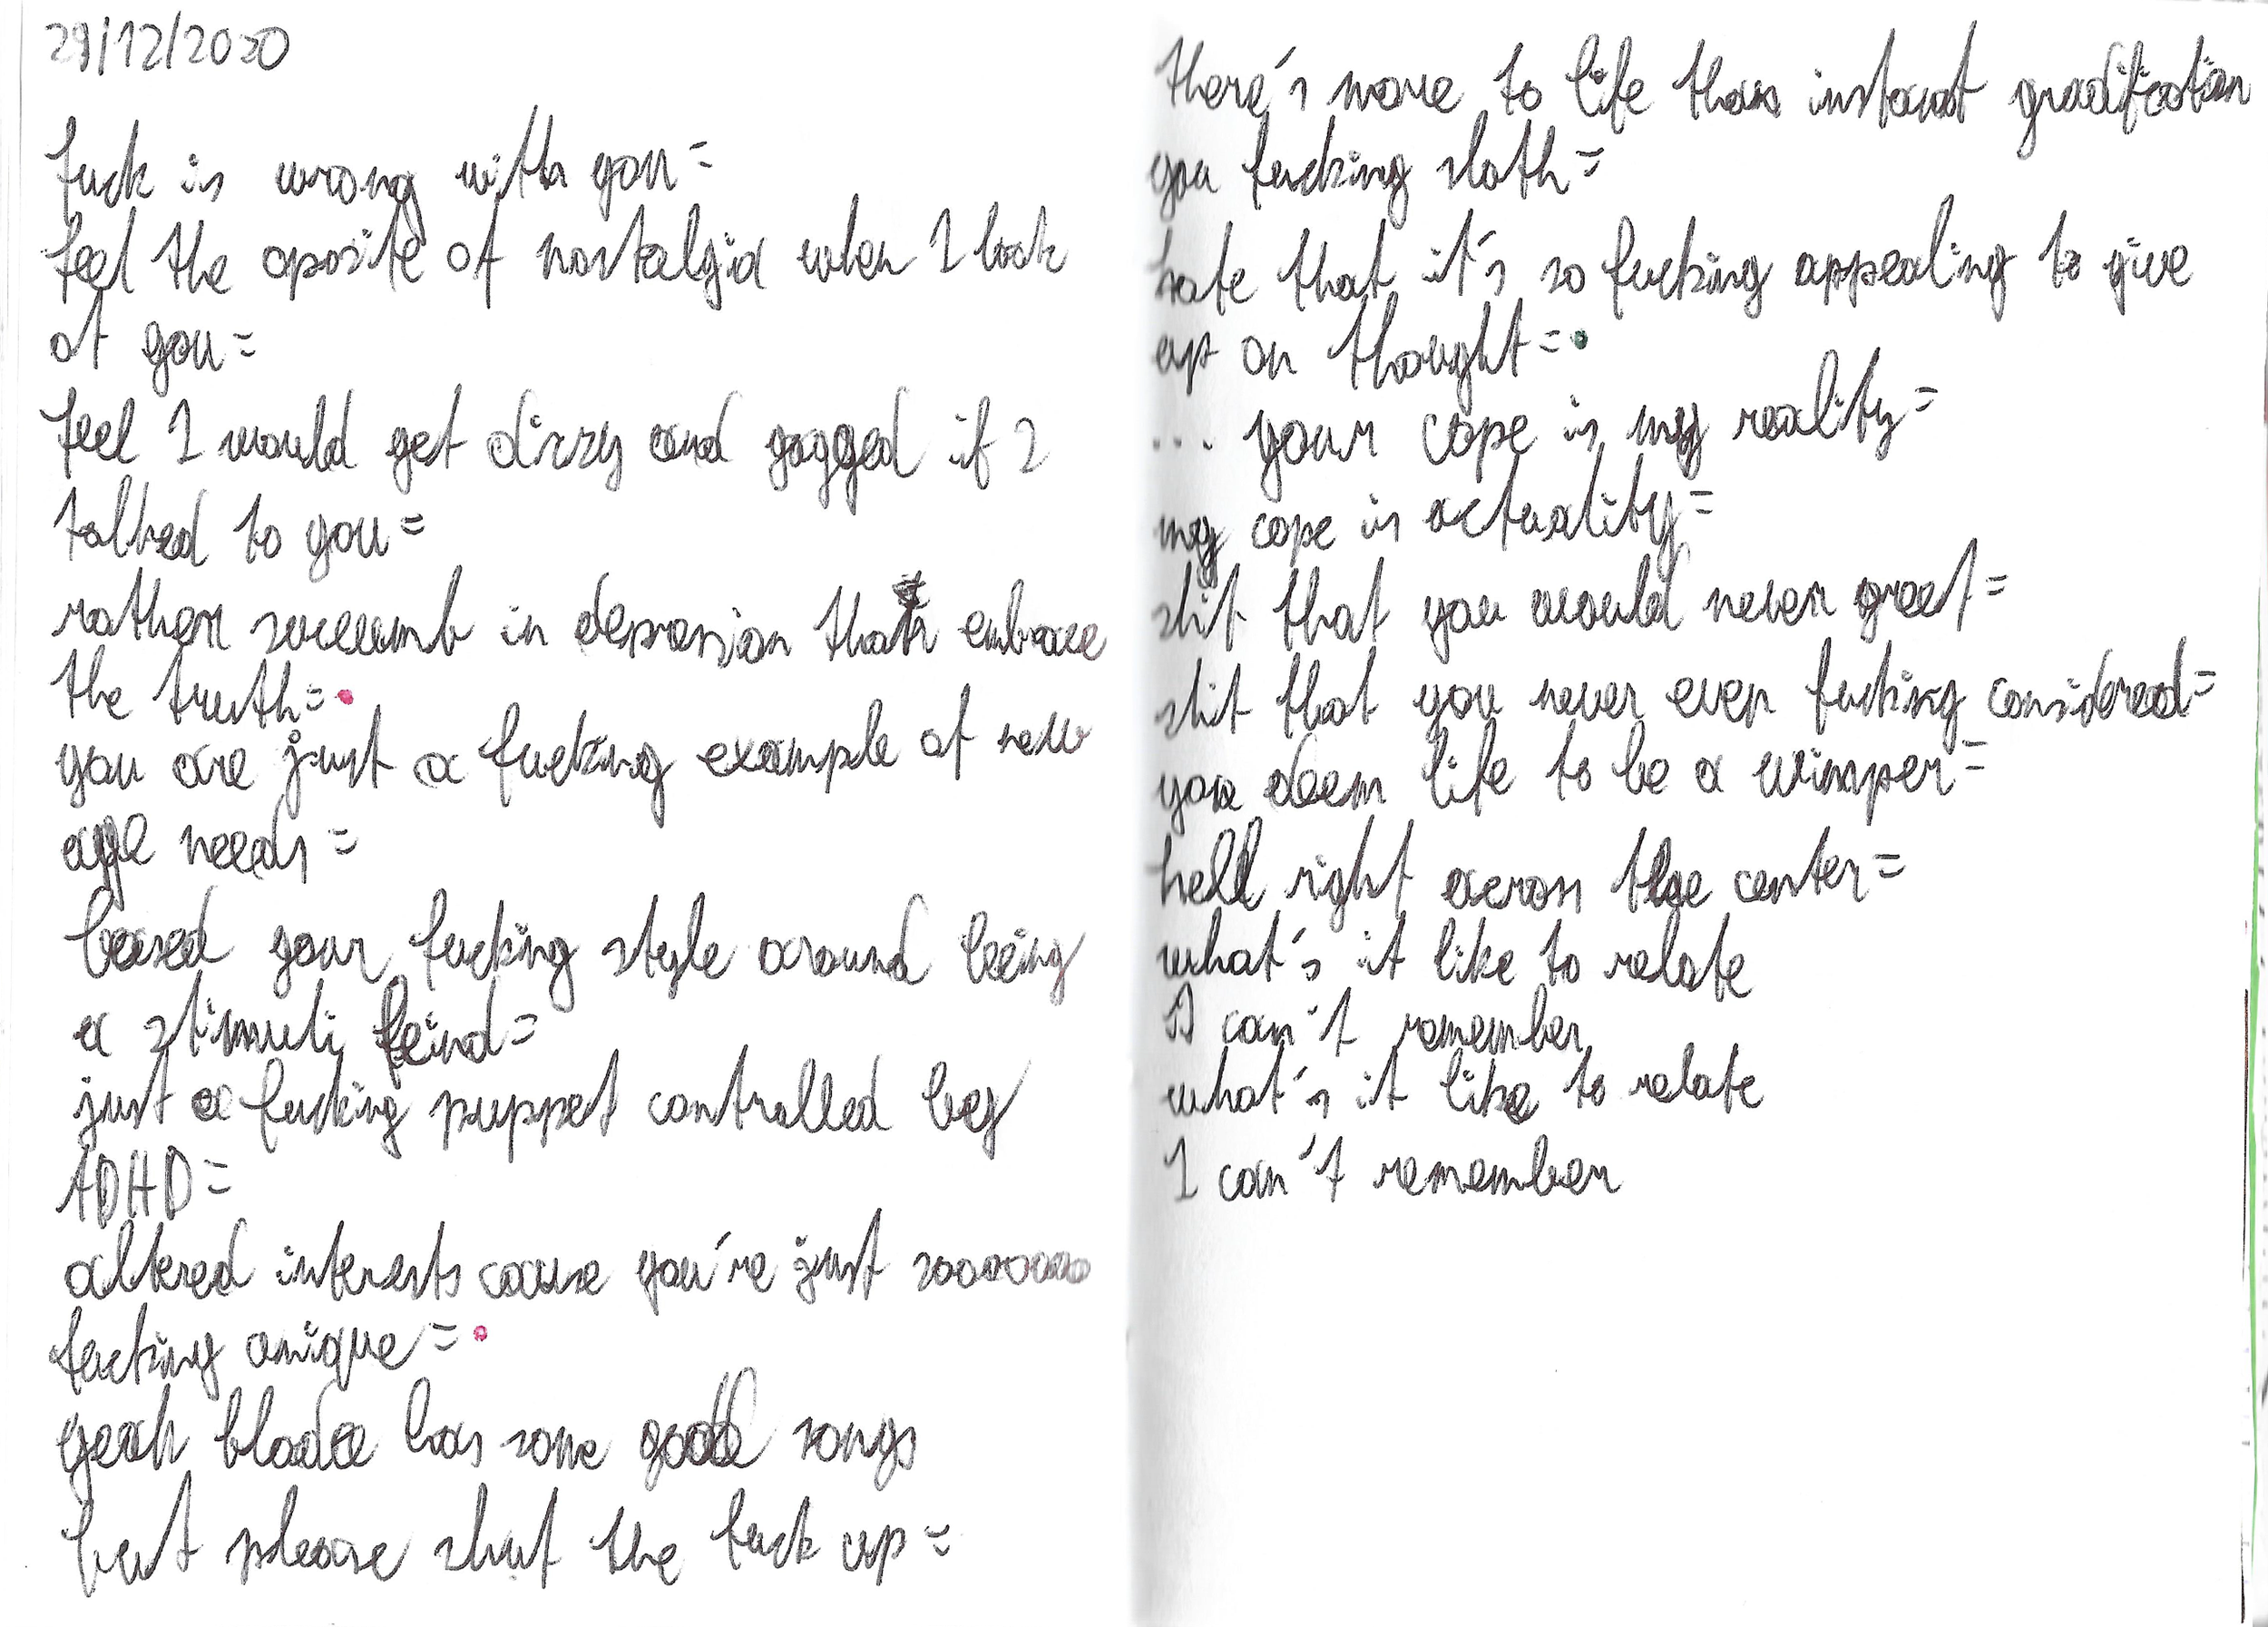 29/12/2020
fuck is wrong with you=
feel the oposite of nostalgia when I look
at you=
feel I would get dizzy and gagged if I
talked to you=
rather succumb in depression than embrace
the truth=
you are just a fucking example of new
age needs=
based your fucking style around being
a stimuli feind=
just a fucking puppet controlled by
ADHD=
altered interests cause you're just sooooooo
fucking unique=
yeah bladee has some good songs
but please shut the fuck up=
there's more to life than instant gradification
you fucking sloth=
hate that it's so fucking appealing to give
up on thought=
... your cope is my reality=
my cope is actuality=
shit that you would never greet=
shit that you never even fucking considered=
you deem life to be a wimper=
hell right across the center=
what's it like to relate
I can't remember
what's it like to relate
I can't remember